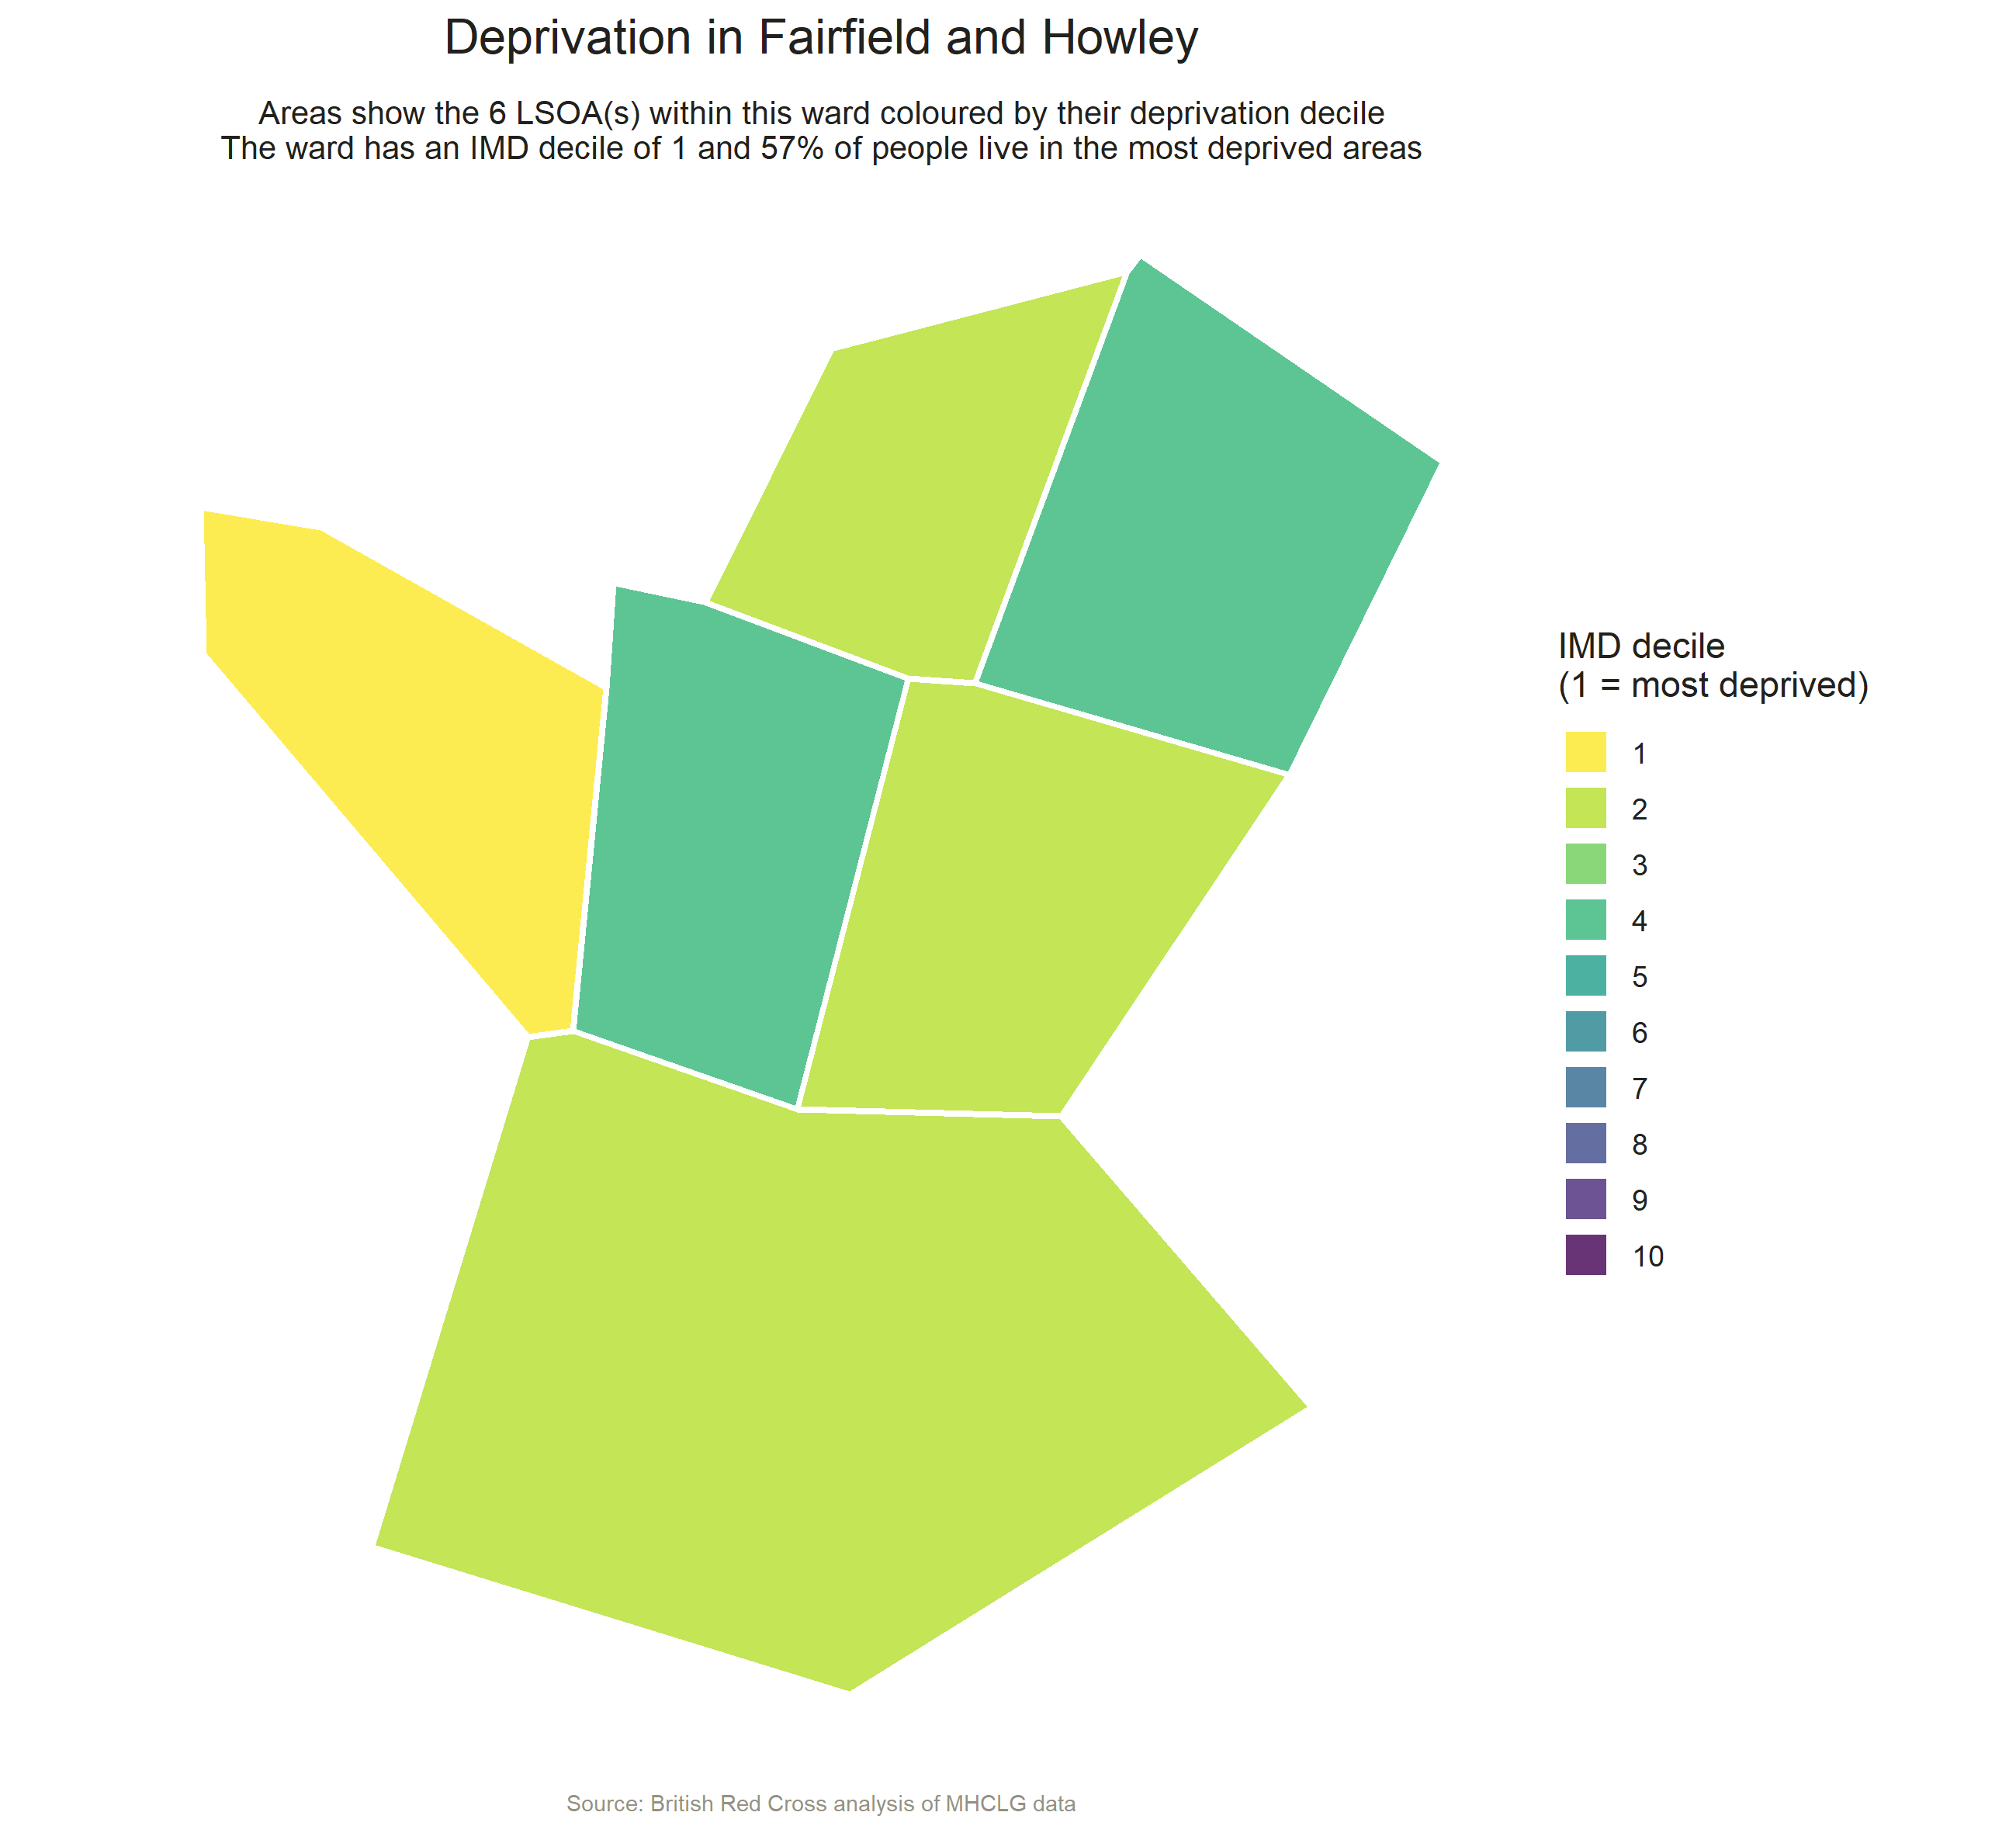 Deprivation in Fairfield and Howley
Areas show the 6 LSOA(s) within this ward coloured by their deprivation decile
The ward has an IMD decile of 1 and 57% of people live in the most deprived areas
IMD decile
(1 = most deprived)
1
2
3
4
5
6
7
8
9
10
Source: British Red Cross analysis of MHCLG data